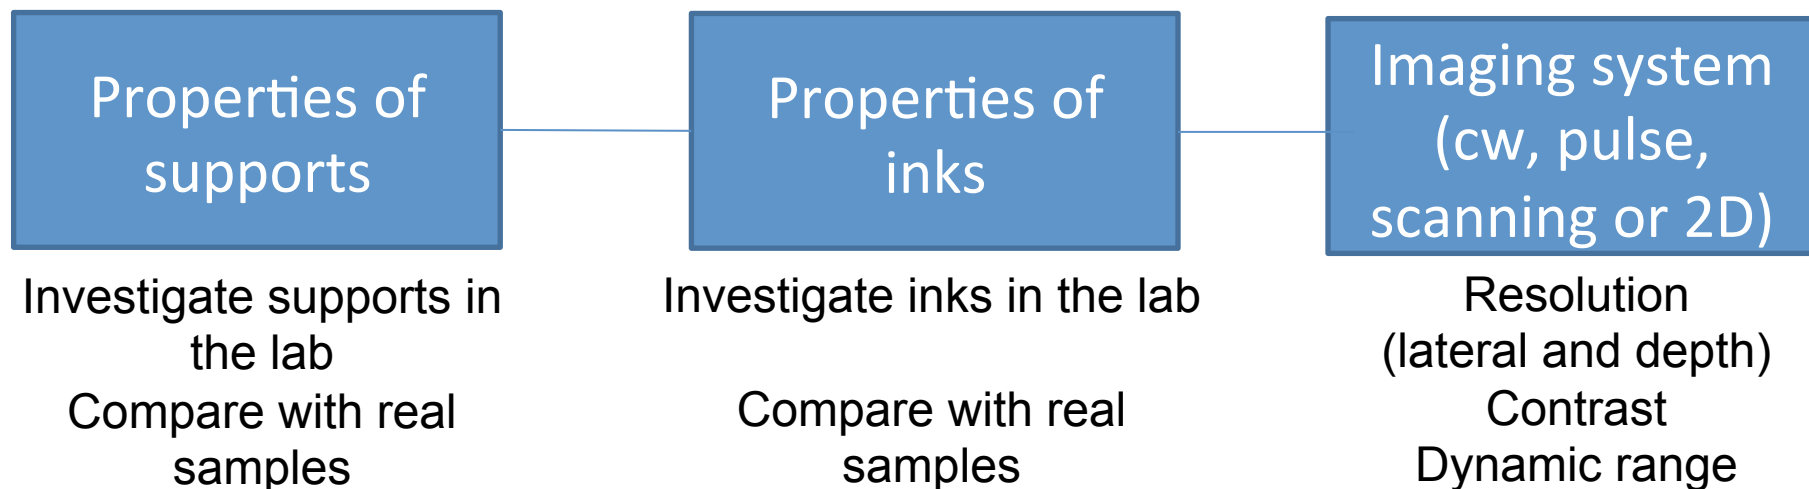 Properties of
supports
Properties of
inks
Imaging system
(cw, pulse,
scanning or 2D)
Investigate supports in
the lab
Compare with real
samples
Investigate inks in the lab
Compare with real
samples
Resolution
(lateral and depth)
Contrast
Dynamic range